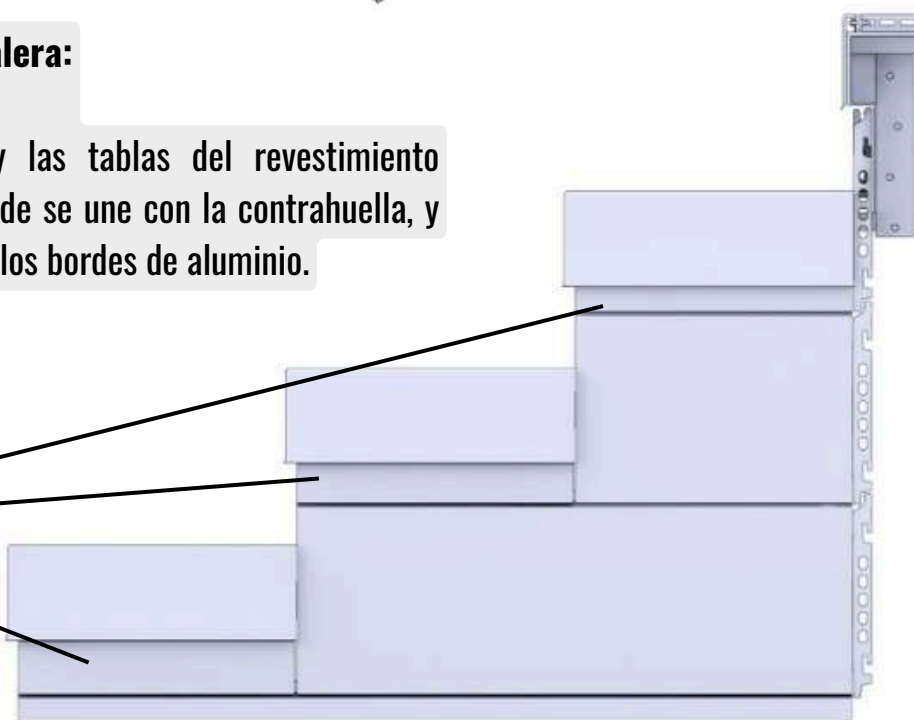 alera:
y las tablas del revestimiento
de se une con la contrahuella, y
los bordes de aluminio.